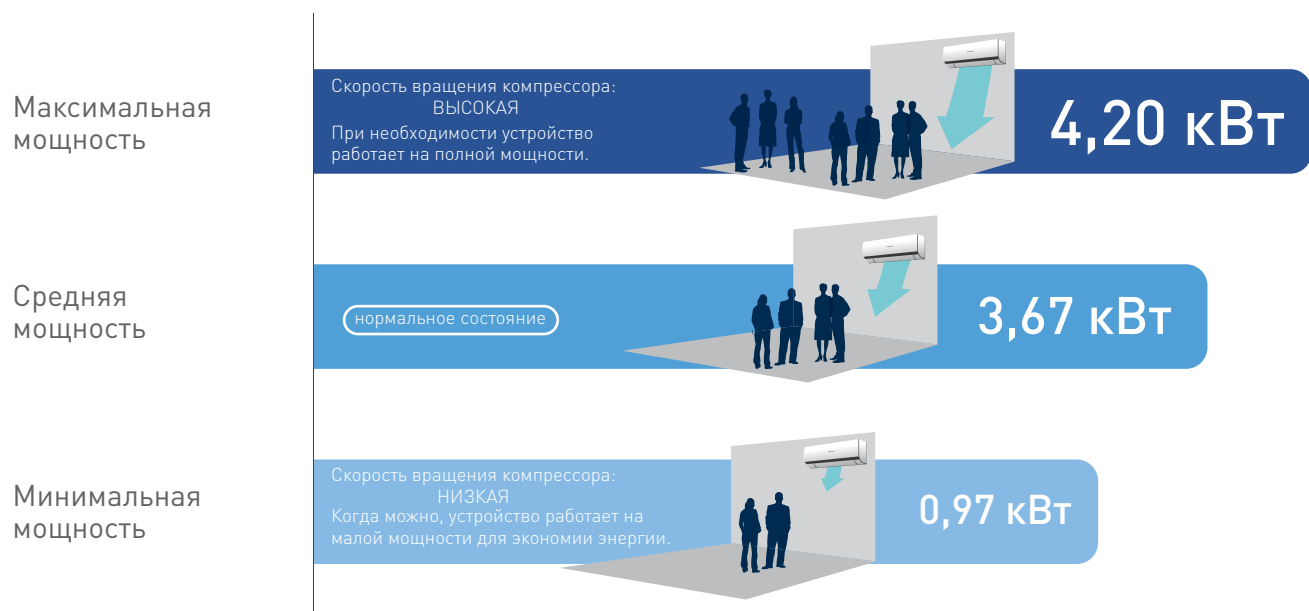 Максимальная
мощность
Скорость вращения компрессора:
ВЫСОКАЯ
При необходимости устройство
работает на полной мощности.
4,20 кВт
Средняя
мощность
нормальное состояние
3,67 кВт
Минимальная
мощность
Скорость вращения компрессора:
НИЗКАЯ
Когда можно, устройство работает на
малой мощности для экономии энергии.
0,97 кВт